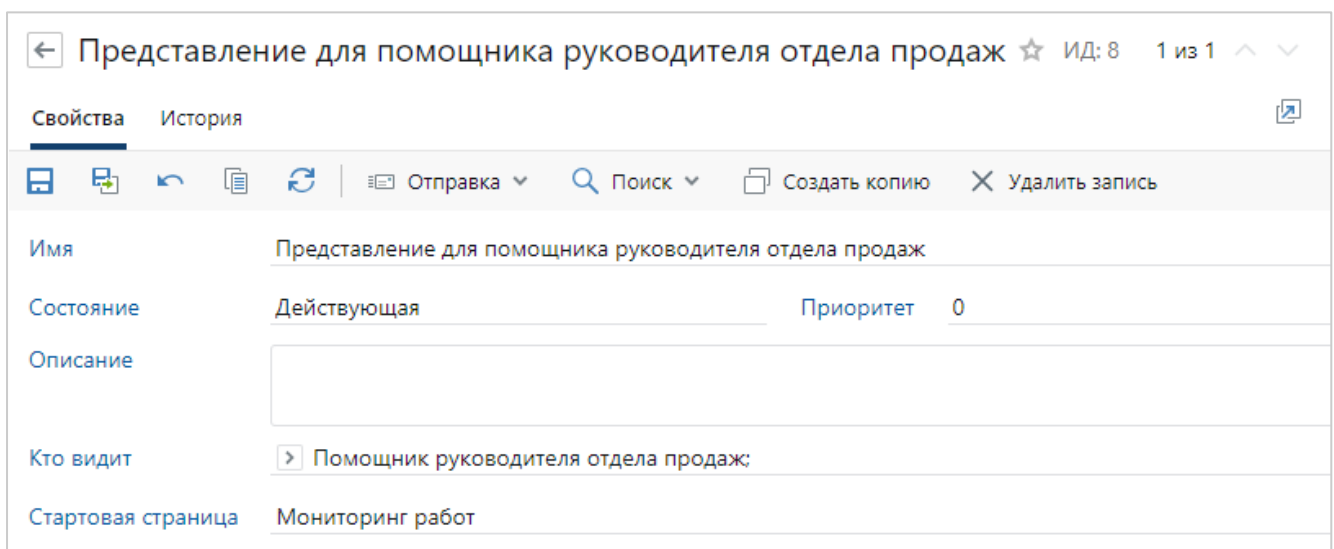 Представление для помощника руководителя отдела продаж ИД: 8 1 из 1
Свойства История
Отправка Поиск Создать копию Удалить запись
Имя Представление для помощника руководителя отдела продаж
Состояние Действующая Приоритет 0
Описание
Кто видит Помощник руководителя отдела продаж;
Стартовая страница Мониторинг работ